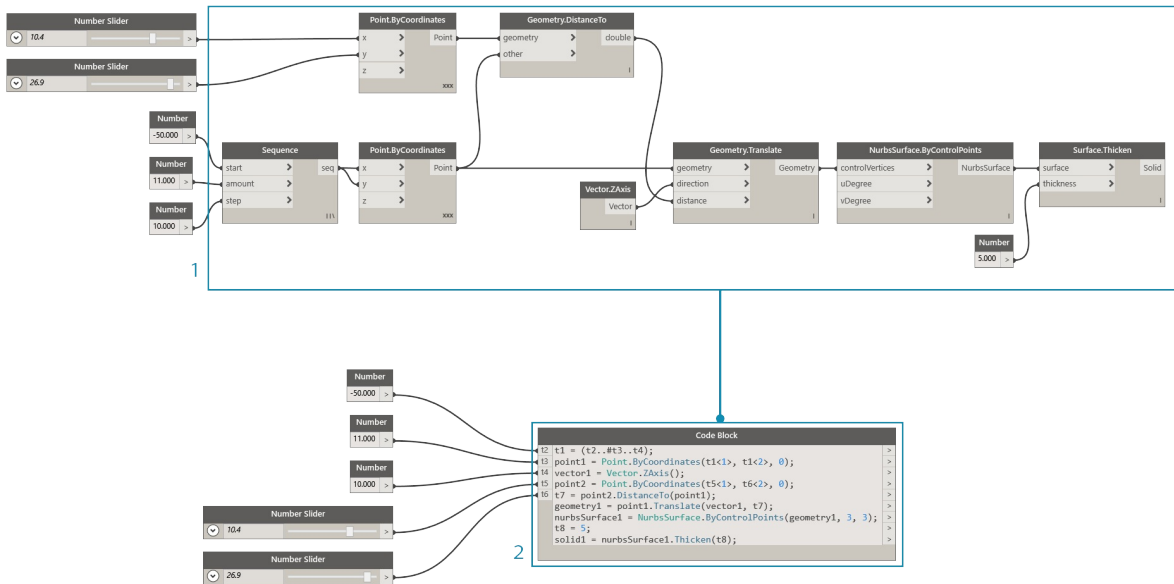 Number Slider
10.4
>
Number Slider
26.9
>
Number
-50.000 >
Number
11.000 >
Number
10.000 >
Sequence
start > seq
amount >
step >
Point.ByCoordinates
x > Point
y >
z >
xxx
Geometry.DistanceTo
geometry > double
other >
Point.ByCoordinates
x > Point
y >
z >
xxx
Vector.ZAxis
Vector
Geometry.Translate
geometry > Geometry
direction >
distance >
NurbsSurface.ByControlPoints
controlVertices > NurbsSurface
uDegree >
vDegree >
Surface.Thicken
surface > Solid
thickness >
Number
5.000 >
1
Number
-50.000 >
Number
11.000 >
Number
10.000 >
Number Slider
10.4
>
Number Slider
26.9
>
Code Block
t2 t1 = (t2..#t3..t4); >
t3 point1 = Point.ByCoordinates(t1<1>, t1<2>, 0); >
t4 vector1 = Vector.ZAxis(); >
t5 point2 = Point.ByCoordinates(t5<1>, t6<2>, 0); >
t6 t7 = point2.DistanceTo(point1); >
geometry1 = point1.Translate(vector1, t7); >
nurbsSurface1 = NurbsSurface.ByControlPoints(geometry1, 3, 3); >
t8 = 5; >
solid1 = nurbsSurface1.Thicken(t8); >
2